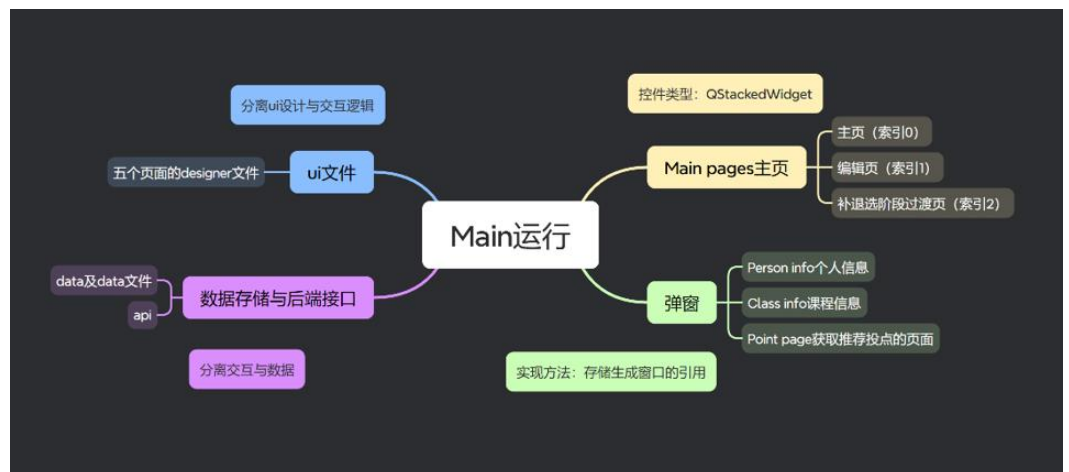 分离ui设计与交互逻辑
五个页面的designer文件
ui文件
Main运行
data及data文件
api
数据存储与后端接口
分离交互与数据
控件类型：QStackedWidget
Main pages主页
主页（索引0）
编辑页（索引1）
补退选阶段过渡页（索引2）
弹窗
Person info个人信息
Class info课程信息
Point page获取推荐投点的页面
实现方法：存储生成窗口的引用